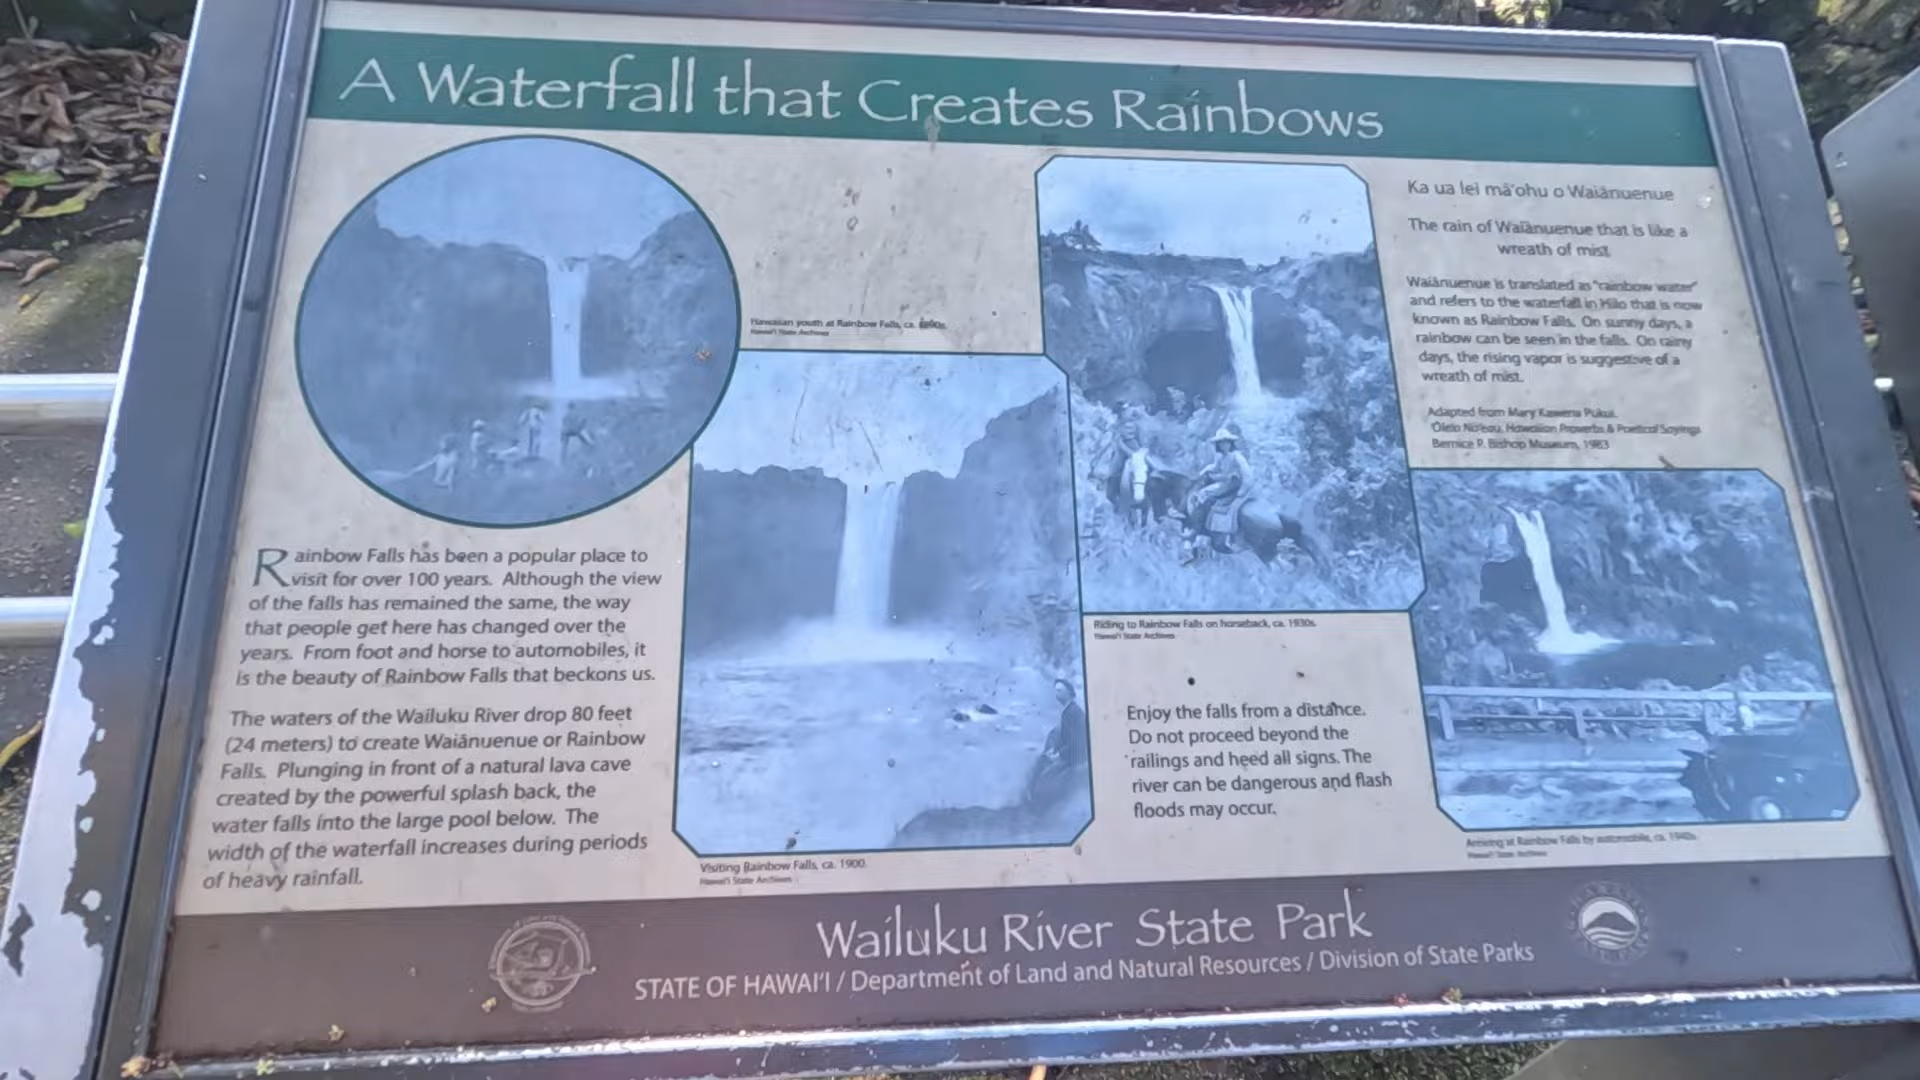 A Waterfall that Creates Rainbows
Hawaiian youth at Rainbow Falls, ca.
Hawai'i State Archives
Rainbow Falls has been a popular place to
visit for over 100 years. Although the view
of the falls has remained the same, the way
that people get here has changed over the
years. From foot and horse to automobiles, it
is the beauty of Rainbow Falls that beckons us.
The waters of the Wailuku River drop 80 feet
(24 meters) to create Waiānuenue or Rainbow
Falls. Plunging in front of a natural lava cave
created by the powerful splash back, the
water falls into the large pool below. The
width of the waterfall increases during periods
of heavy rainfall.
Visiting Rainbow Falls, ca. 1900.
Hawai'i State Archives
Riding to Rainbow Falls on horseback, ca. 1930s.
Hawai'i State Archives
Enjoy the falls from a distance.
Do not proceed beyond the
railings and heed all signs. The
river can be dangerous and flash
floods may occur.
Ka ua lei mā'ohu o Waiānuenue
The rain of Waiānuenue that is like a
wreath of mist.
Waiānuenue is translated as "rainbow water"
and refers to the waterfall in Hilo that is now
known as Rainbow Falls. On sunny days, a
rainbow can be seen in the falls. On rainy
days, the rising vapor is suggestive of a
wreath of mist.
Adapted from Mary Kawena Pukui.
'Ōlelo No'eau, Hawaiian Proverbs & Poetical Sayings
Bernice P. Bishop Museum, 1983
Arriving at Rainbow Falls by automobile, ca. 1940s.
Hawai'i State Archives
Wailuku River State Park
STATE OF HAWAI'I / Department of Land and Natural Resources / Division of State Parks